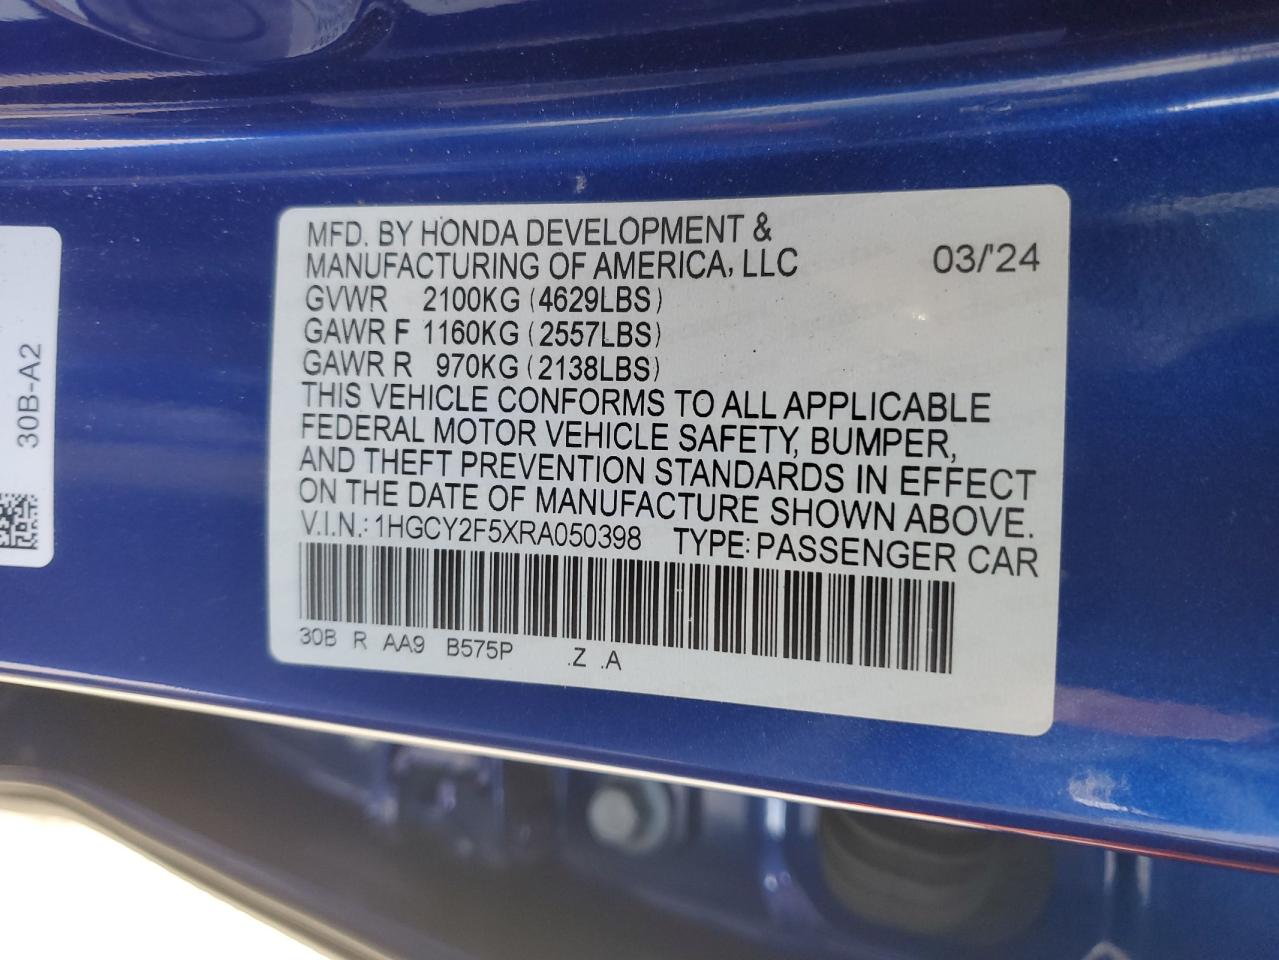 MFD. BY HONDA DEVELOPMENT &
MANUFACTURING OF AMERICA, LLC 03/'24
GVWR 2100KG (4629LBS)
GAWR F 1160KG (2557LBS)
GAWR R 970KG (2138LBS)
THIS VEHICLE CONFORMS TO ALL APPLICABLE
FEDERAL MOTOR VEHICLE SAFETY, BUMPER,
AND THEFT PREVENTION STANDARDS IN EFFECT
ON THE DATE OF MANUFACTURE SHOWN ABOVE.
V.I.N.: 1HGCY2F5XRA050398 TYPE: PASSENGER CAR
30B R AA9 B575P .Z .A
30B-A2